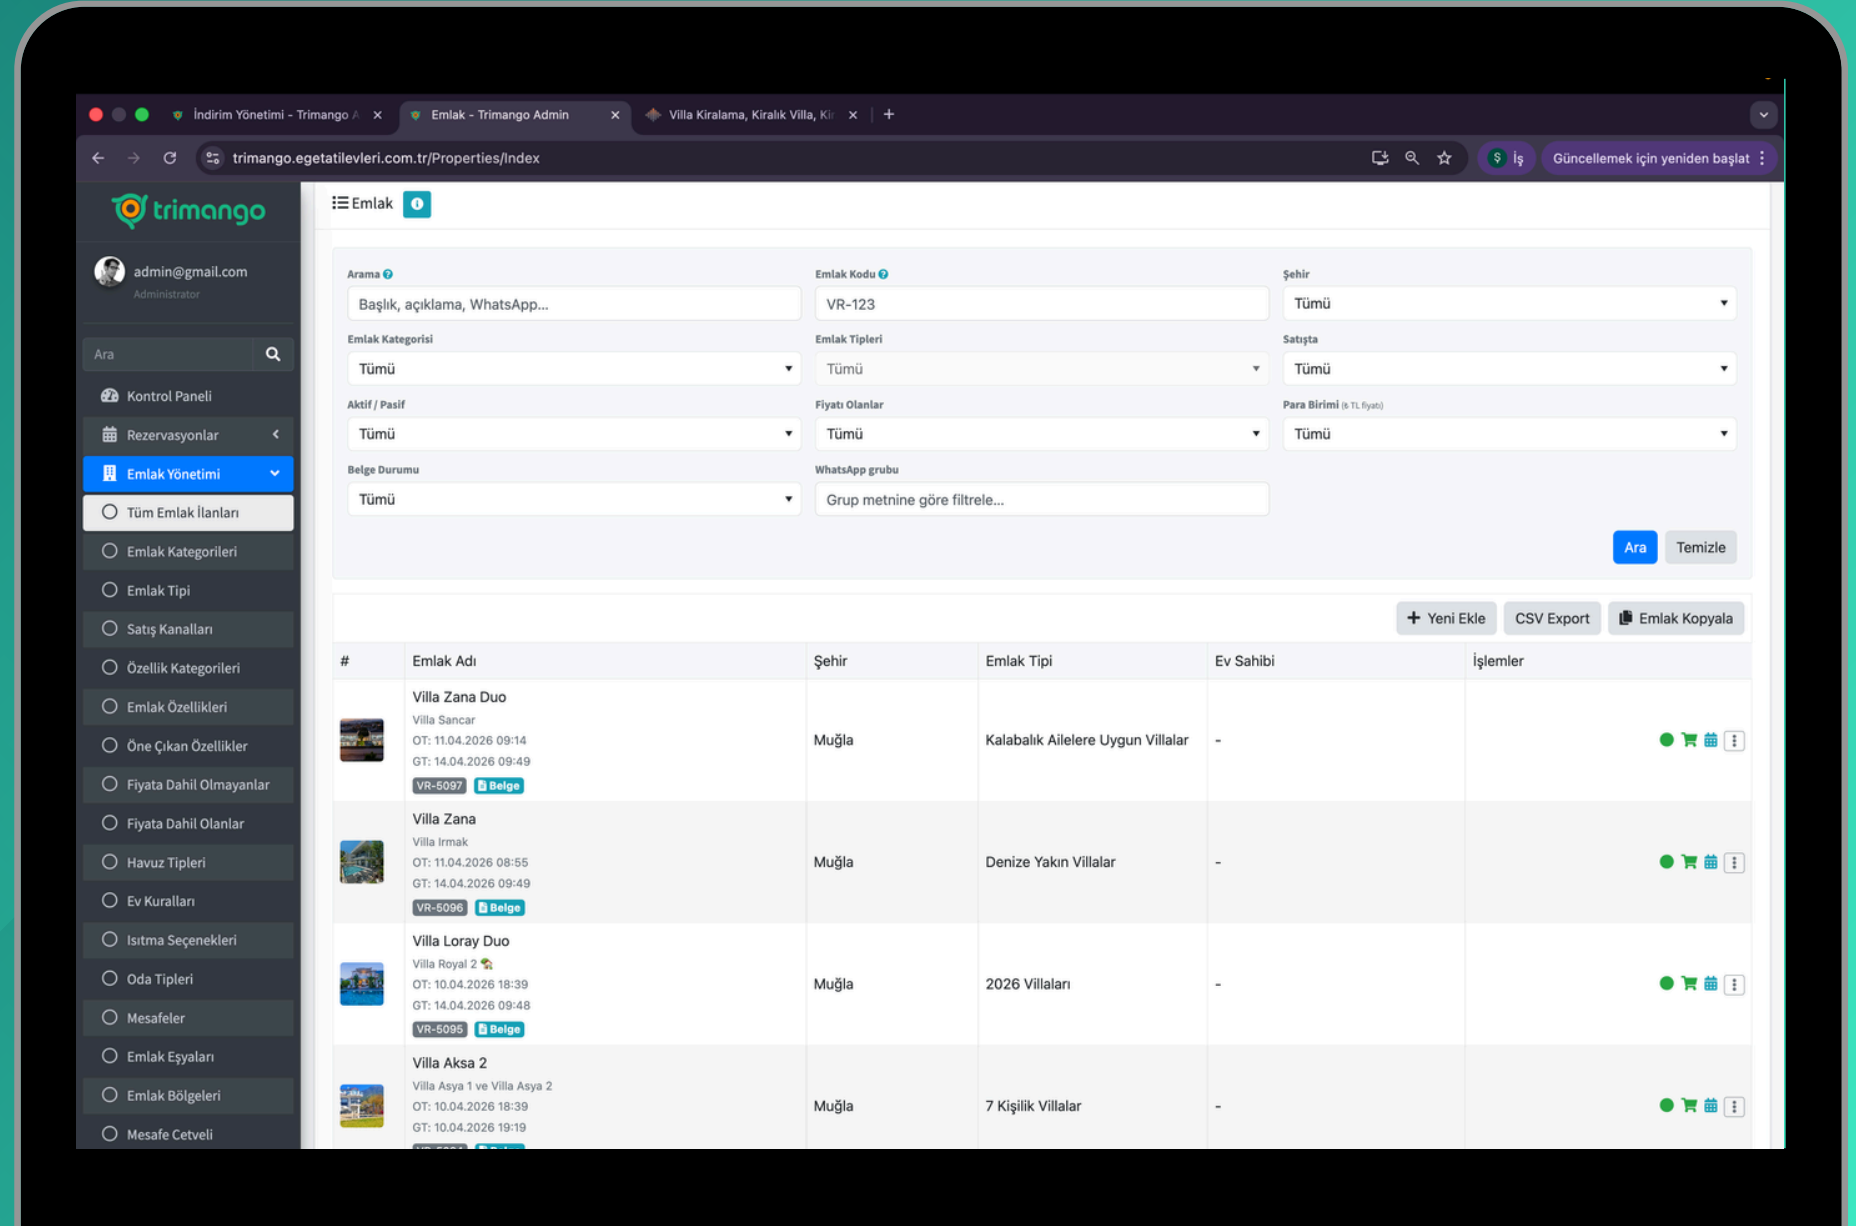 İndirim Yönetimi - Trimango A
Emlak - Trimango Admin
Villa Kiralama, Kiralık Villa, Kir
trimango.egetatilevleri.com.tr/Properties/Index
Ş İş
Güncellemek için yeniden başlat
trimango
admin@gmail.com
Administrator
Ara
Kontrol Paneli
Rezervasyonlar
Emlak Yönetimi
Tüm Emlak İlanları
Emlak Kategorileri
Emlak Tipi
Satış Kanalları
Özellik Kategorileri
Emlak Özellikleri
Öne Çıkan Özellikler
Fiyata Dahil Olmayanlar
Fiyata Dahil Olanlar
Havuz Tipleri
Ev Kuralları
Isıtma Seçenekleri
Oda Tipleri
Mesafeler
Emlak Eşyaları
Emlak Bölgeleri
Mesafe Cetveli
Emlak
Arama
Emlak Kodu
Şehir
Başlık, açıklama, WhatsApp...
VR-123
Tümü
Emlak Kategorisi
Emlak Tipleri
Satışta
Tümü
Tümü
Tümü
Aktif / Pasif
Fiyatı Olanlar
Para Birimi (₺ TL fiyatı)
Tümü
Tümü
Tümü
Belge Durumu
WhatsApp grubu
Tümü
Grup metnine göre filtrele...
Ara
Temizle
+ Yeni Ekle
CSV Export
Emlak Kopyala
# Emlak Adı Şehir Emlak Tipi Ev Sahibi İşlemler
Villa Zana Duo
Villa Sancar
OT: 11.04.2026 09:14
GT: 14.04.2026 09:49
VR-5097 Belge
Muğla
Kalabalık Ailelere Uygun Villalar
-
Villa Zana
Villa Irmak
OT: 11.04.2026 08:55
GT: 14.04.2026 09:49
VR-5096 Belge
Muğla
Denize Yakın Villalar
-
Villa Loray Duo
Villa Royal 2
OT: 10.04.2026 18:39
GT: 14.04.2026 09:48
VR-5095 Belge
Muğla
2026 Villaları
-
Villa Aksa 2
Villa Asya 1 ve Villa Asya 2
OT: 10.04.2026 18:39
GT: 10.04.2026 19:19
Muğla
7 Kişilik Villalar
-